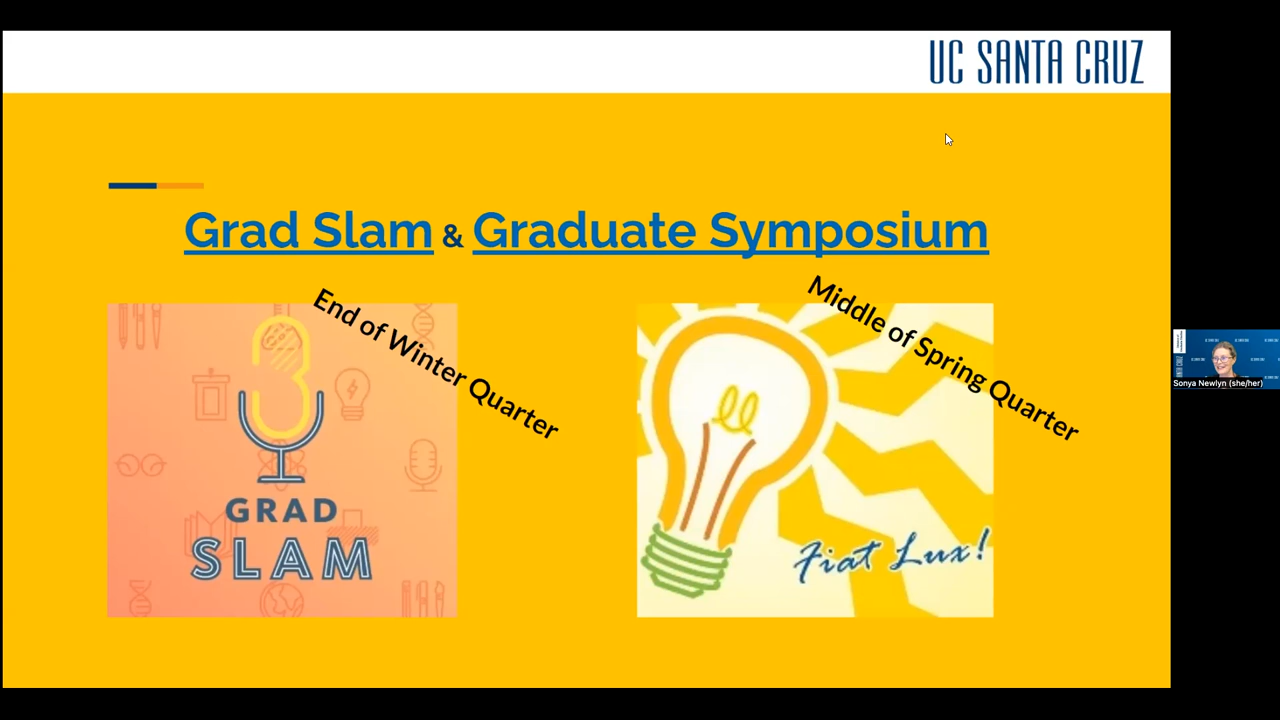 UC SANTA CRUZ
Grad Slam & Graduate Symposium
End of Winter Quarter
Middle of Spring Quarter
GRAD
SLAM
Fiat Lux!
Sonya Newlyn (she/her)